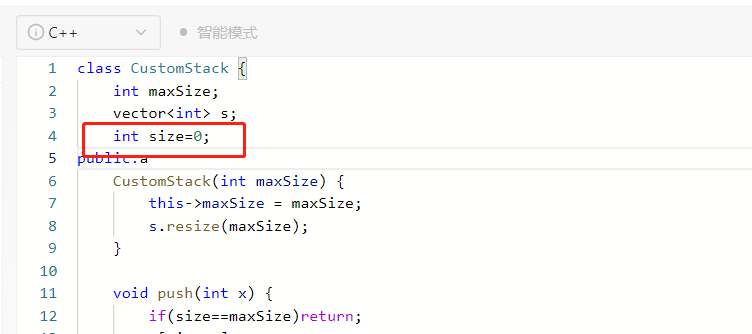 C++ 智能模式
1 class CustomStack {
2 int maxSize;
3 vector<int> s;
4 int size=0;
5 public:a
6 CustomStack(int maxSize) {
7 this->maxSize = maxSize;
8 s.resize(maxSize);
9 }
10
11 void push(int x) {
12 if(size==maxSize)return;